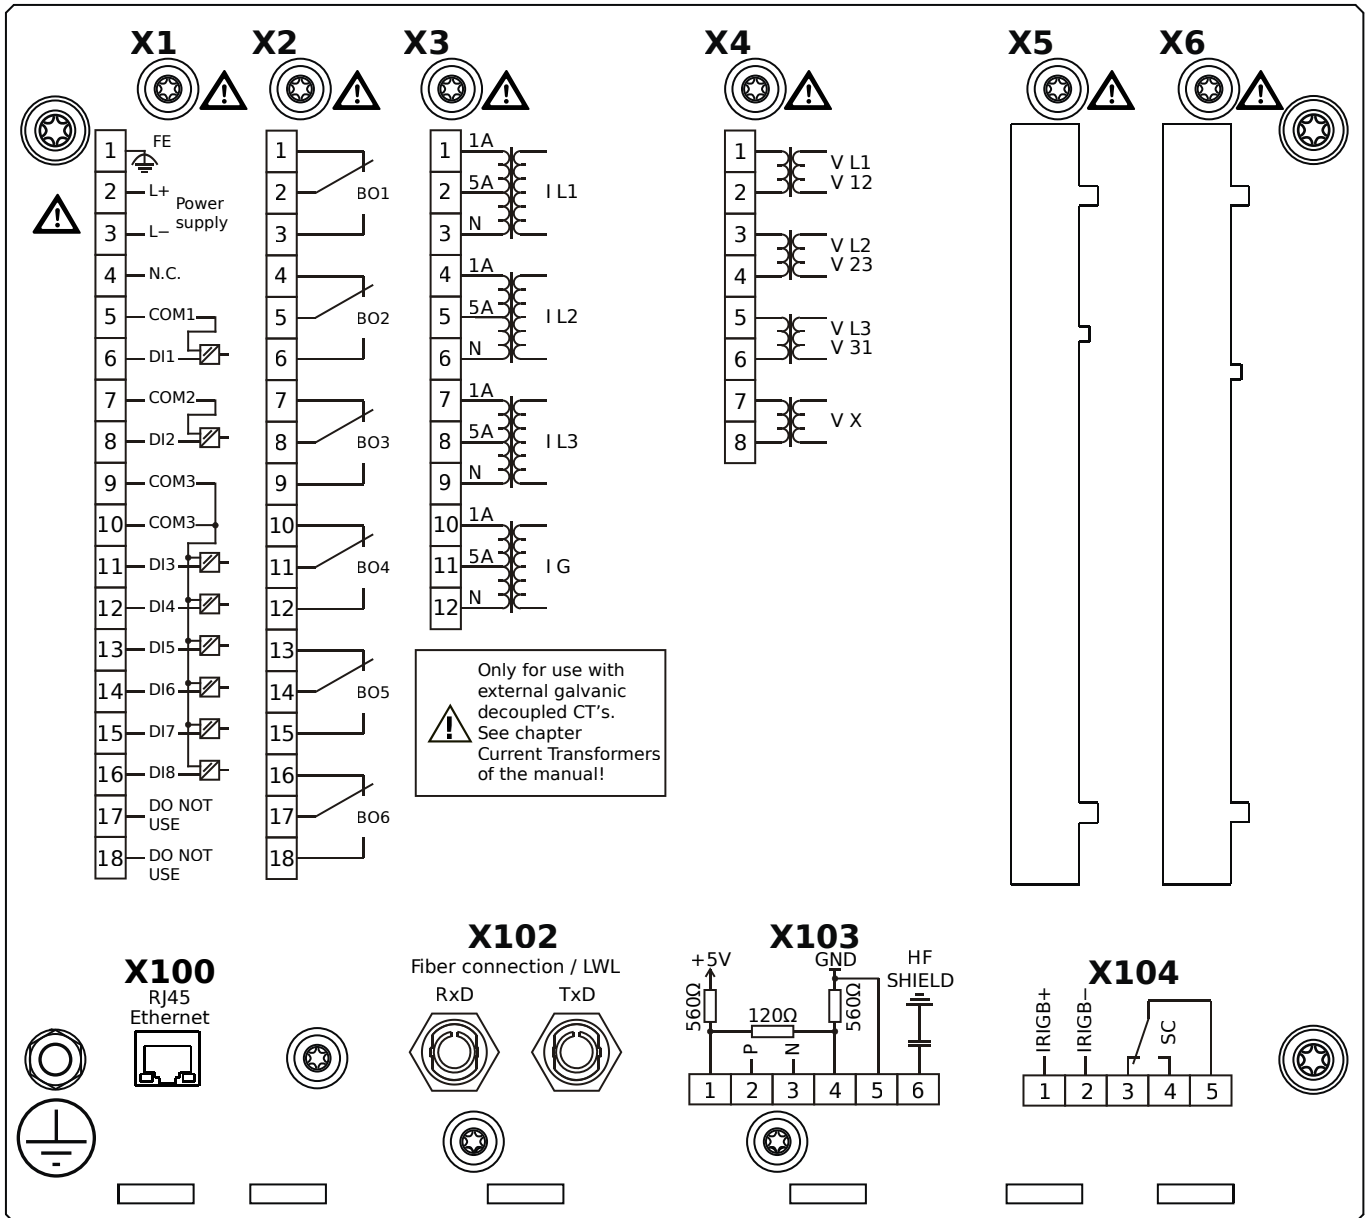 X1 X2 X3 X4 X5 X6
1 FE
2 L+ Power
3 L− supply
4 N.C.
5 COM1
6 DI1
7 COM2
8 DI2
9 COM3
10 COM3
11 DI3
12 DI4
13 DI5
14 DI6
15 DI7
16 DI8
17 DO NOT
USE
18 DO NOT
USE
1
2 BO1
3
4
5 BO2
6
7
8 BO3
9
10
11 BO4
12
13
14 BO5
15
16
17 BO6
18
1 1A
2 5A I L1
3 N
4 1A
5 5A I L2
6 N
7 1A
8 5A I L3
9 N
10 1A
11 5A I G
12 N
Only for use with
external galvanic
decoupled CT's.
See chapter
Current Transformers
of the manual!
1 V L1
2 V 12
3 V L2
4 V 23
5 V L3
6 V 31
7 V X
8
X100
RJ45
Ethernet
X102
Fiber connection / LWL
RxD TxD
X103
+5V GND HF
SHIELD
560Ω 120Ω 560Ω
P N
1 2 3 4 5 6
X104
IRIGB+ IRIGB− SC
1 2 3 4 5